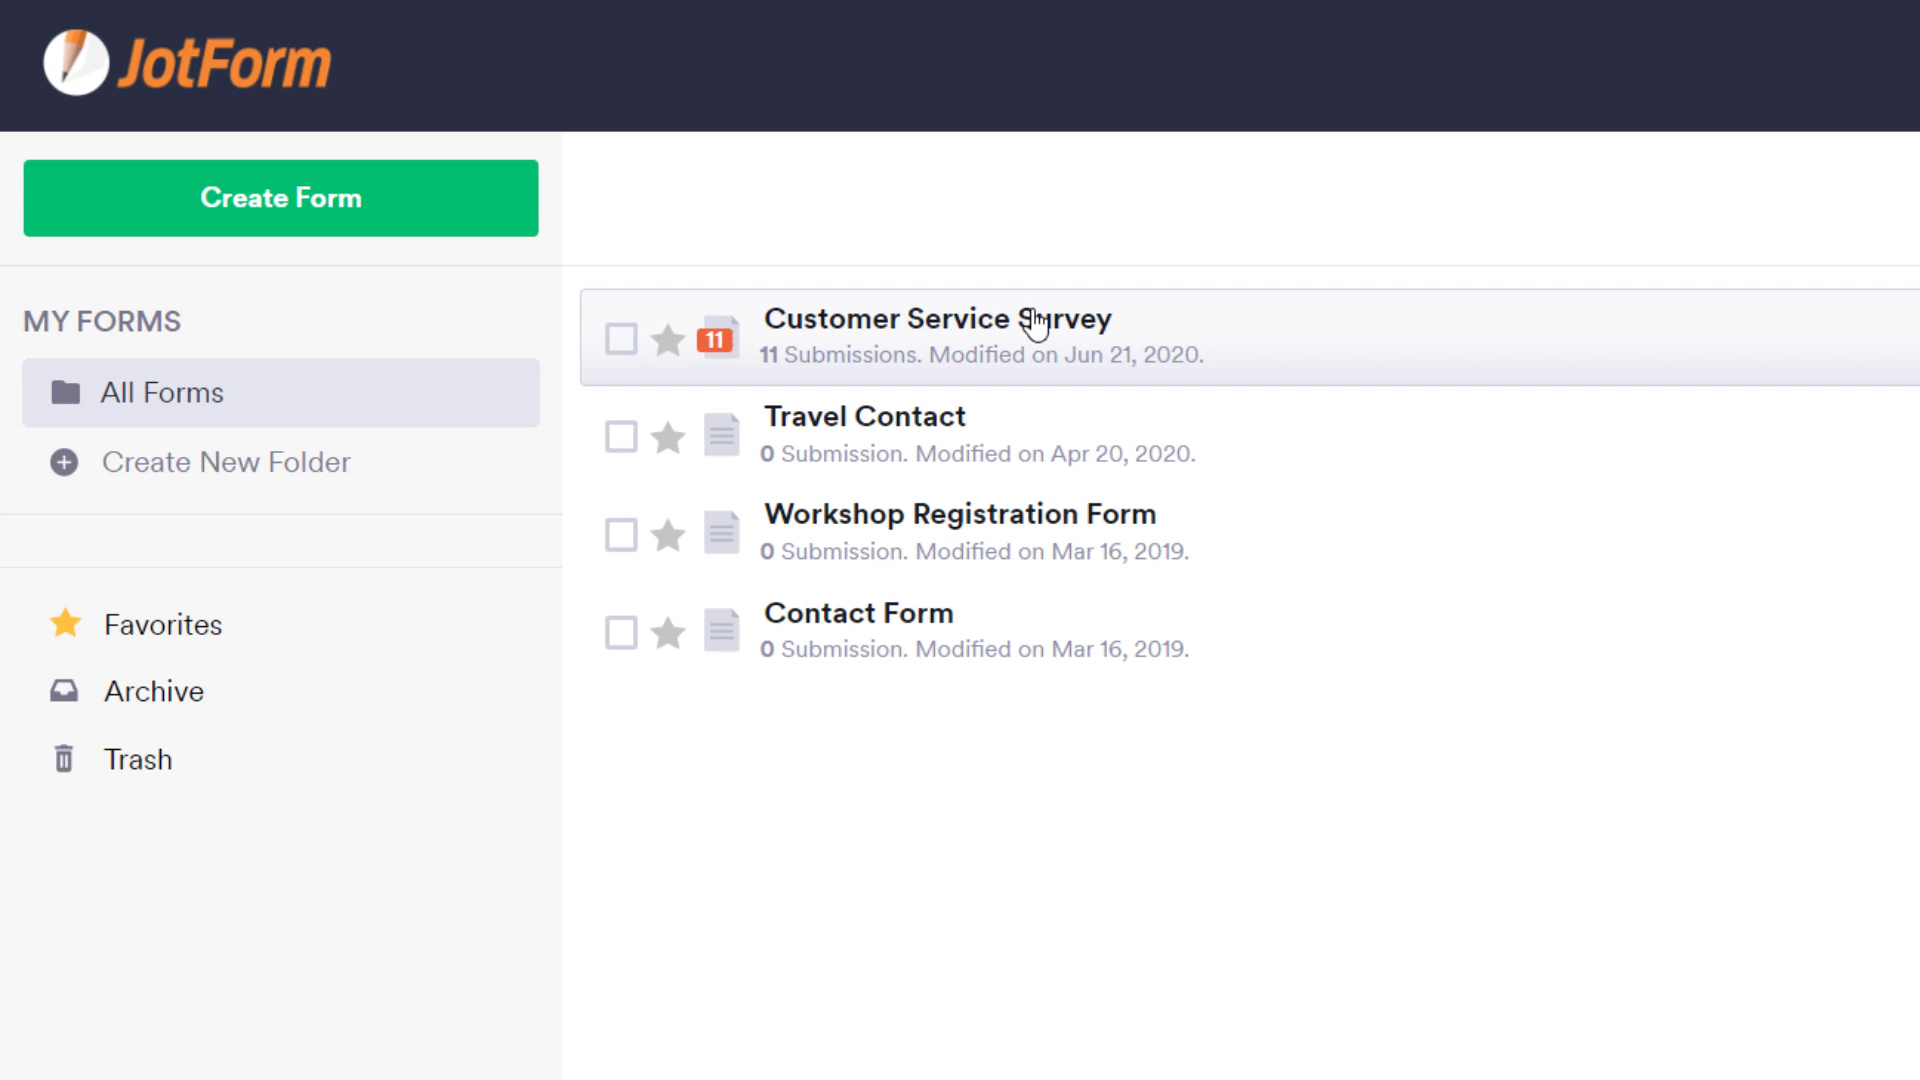 JotForm
Create Form
MY FORMS
All Forms
Create New Folder
Favorites
Archive
Trash
11
Customer Service Survey
11 Submissions. Modified on Jun 21, 2020.
Travel Contact
0 Submission. Modified on Apr 20, 2020.
Workshop Registration Form
0 Submission. Modified on Mar 16, 2019.
Contact Form
0 Submission. Modified on Mar 16, 2019.